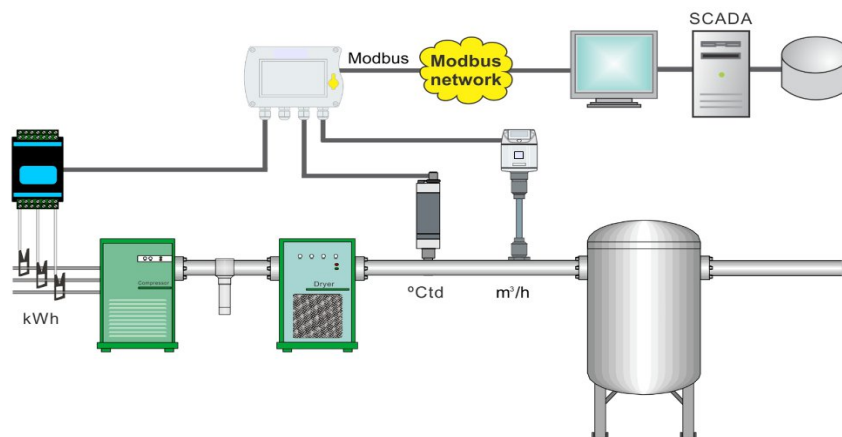 SCADA
Modbus
Modbus
network
Compressor
Dryer
kWh
ºCtd
m³/h